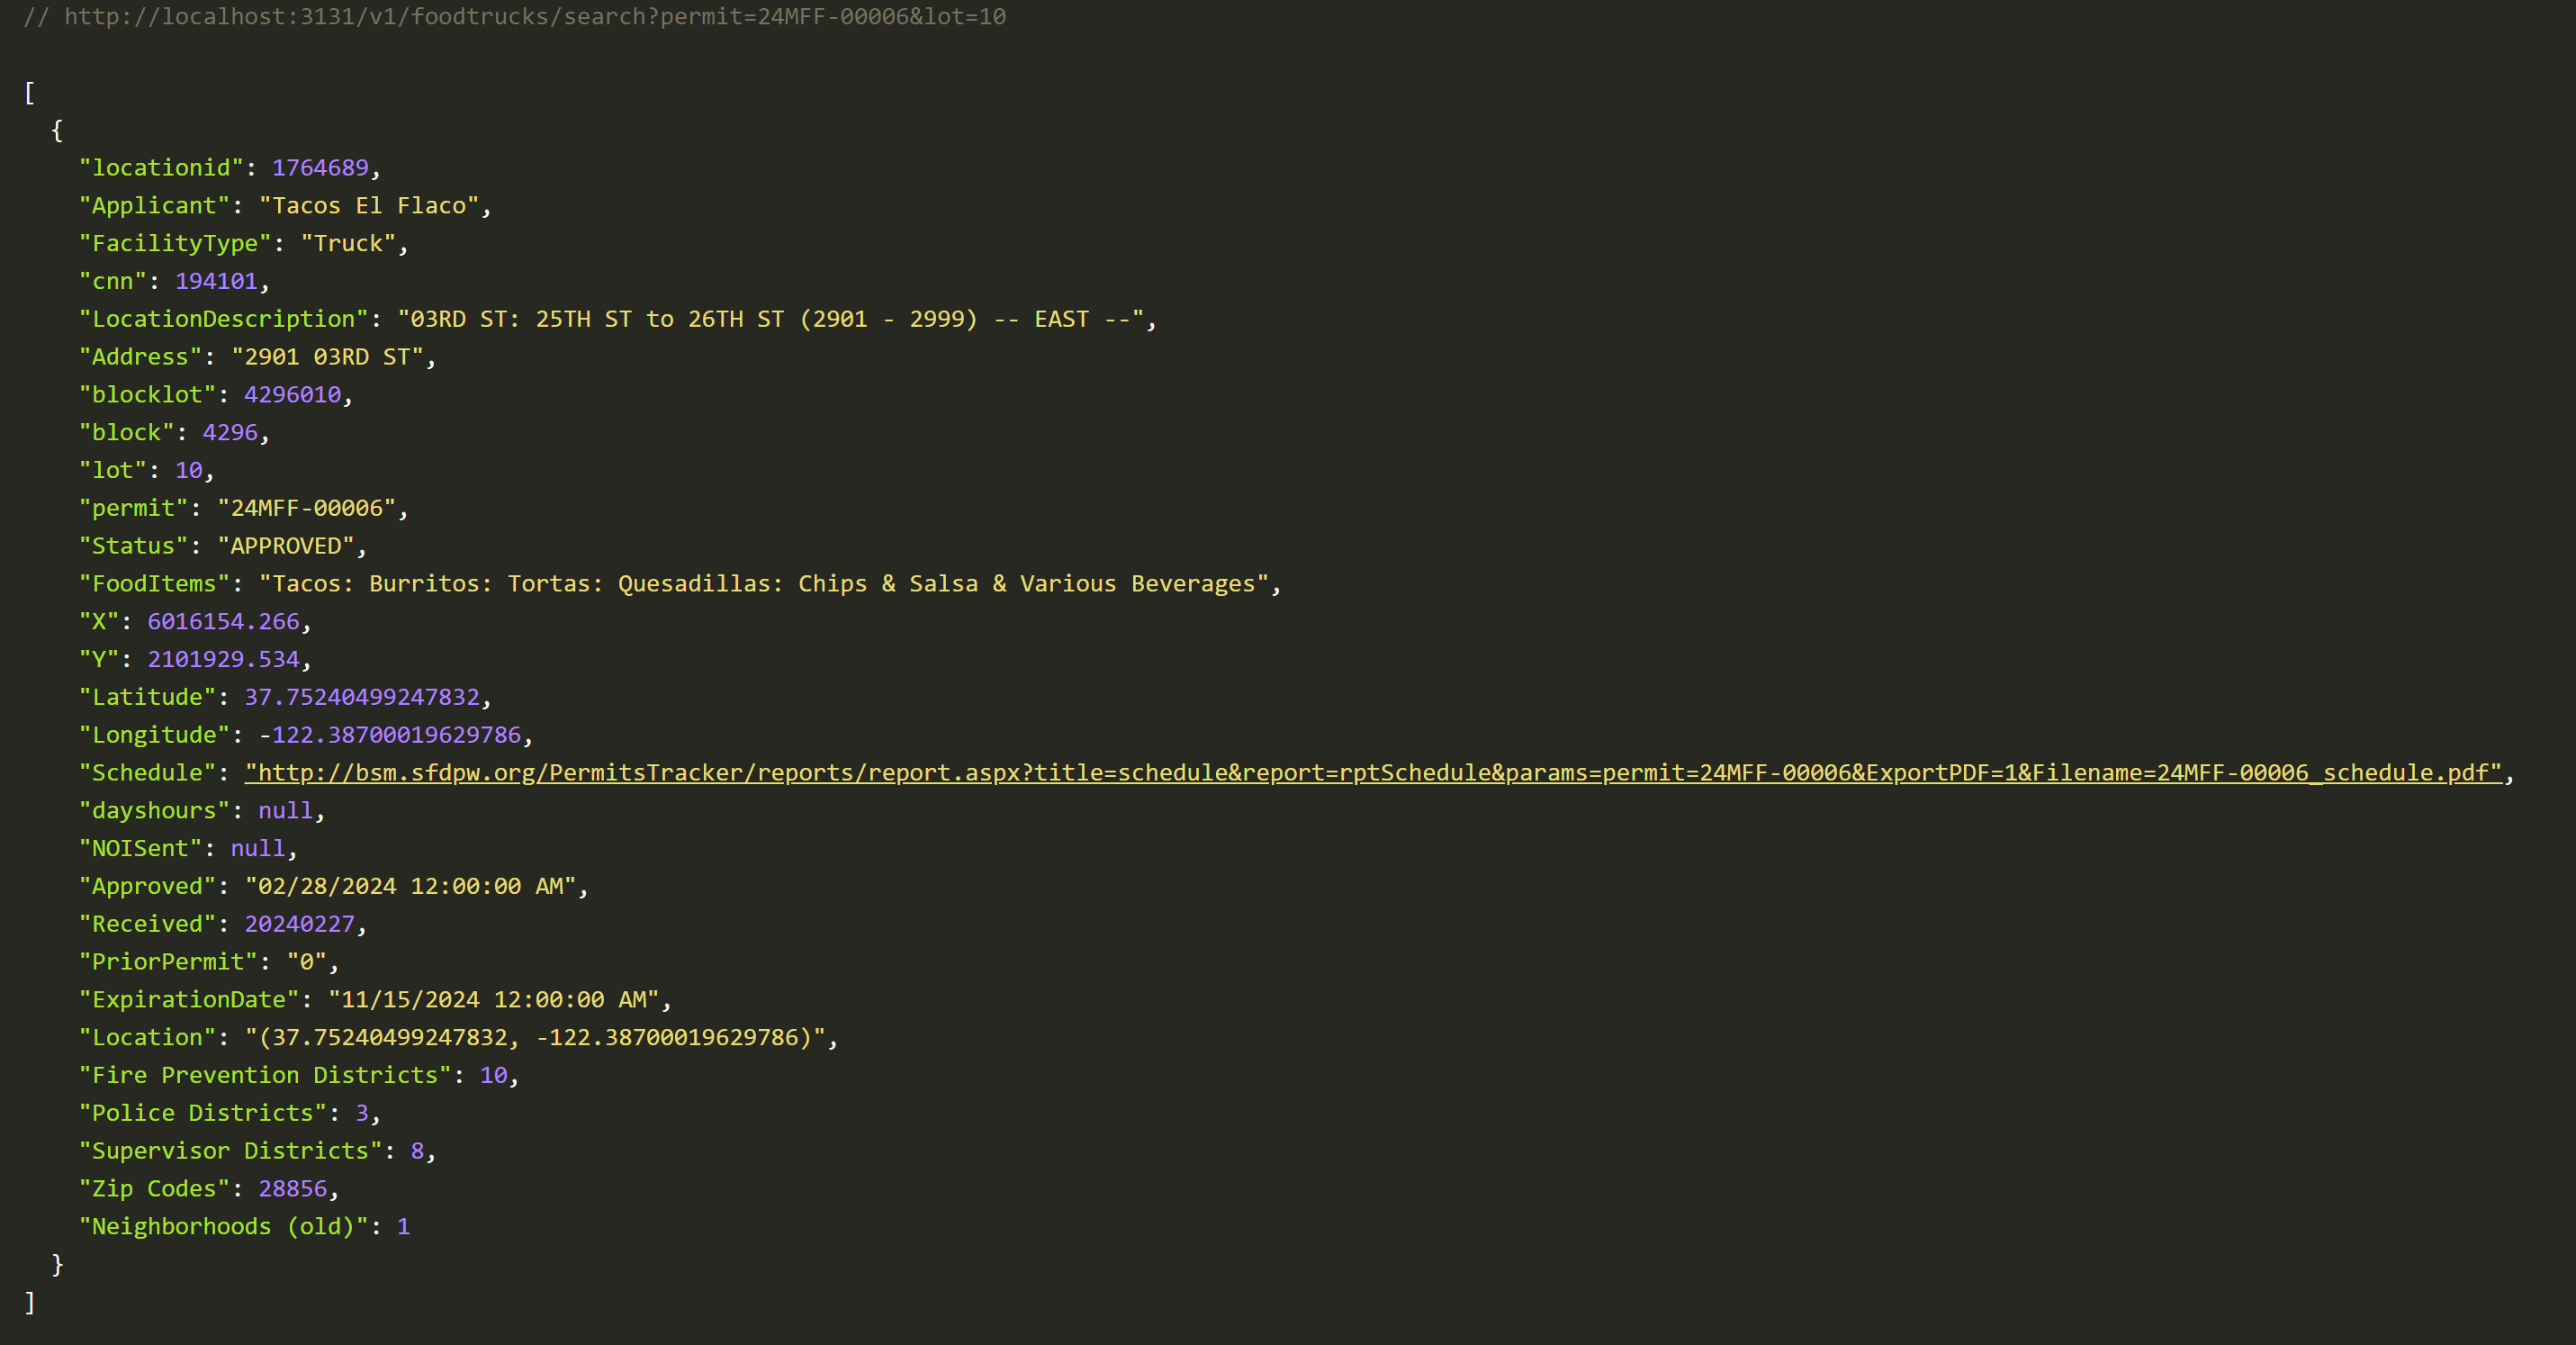 // http://localhost:3131/v1/foodtrucks/search?permit=24MFF-00006&lot=10
[
{
"locationid": 1764689,
"Applicant": "Tacos El Flaco",
"FacilityType": "Truck",
"cnn": 194101,
"LocationDescription": "03RD ST: 25TH ST to 26TH ST (2901 - 2999) -- EAST --",
"Address": "2901 03RD ST",
"blocklot": 4296010,
"block": 4296,
"lot": 10,
"permit": "24MFF-00006",
"Status": "APPROVED",
"FoodItems": "Tacos: Burritos: Tortas: Quesadillas: Chips & Salsa & Various Beverages",
"X": 6016154.266,
"Y": 2101929.534,
"Latitude": 37.75240499247832,
"Longitude": -122.38700019629786,
"Schedule": "http://bsm.sfdpw.org/PermitsTracker/reports/report.aspx?title=schedule&report=rptSchedule&params=permit=24MFF-00006&ExportPDF=1&Filename=24MFF-00006_schedule.pdf",
"dayshours": null,
"NOISent": null,
"Approved": "02/28/2024 12:00:00 AM",
"Received": 20240227,
"PriorPermit": "0",
"ExpirationDate": "11/15/2024 12:00:00 AM",
"Location": "(37.75240499247832, -122.38700019629786)",
"Fire Prevention Districts": 10,
"Police Districts": 3,
"Supervisor Districts": 8,
"Zip Codes": 28856,
"Neighborhoods (old)": 1
}
]